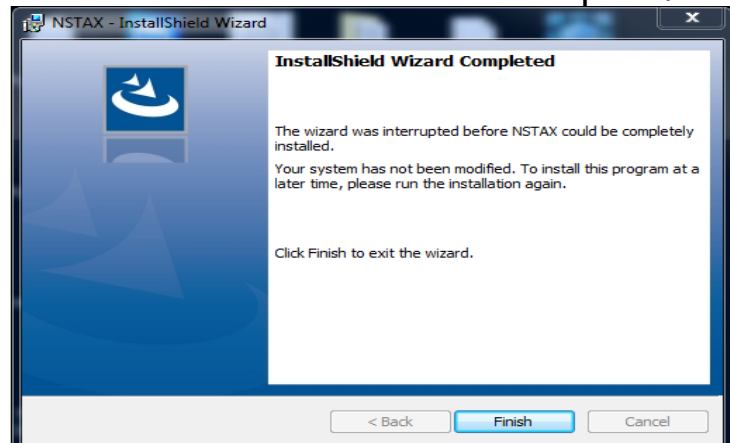 NSTAX - InstallShield Wizard
InstallShield Wizard Completed
The wizard was interrupted before NSTAX could be completely
installed.
Your system has not been modified. To install this program at a
later time, please run the installation again.
Click Finish to exit the wizard.
< Back Finish Cancel